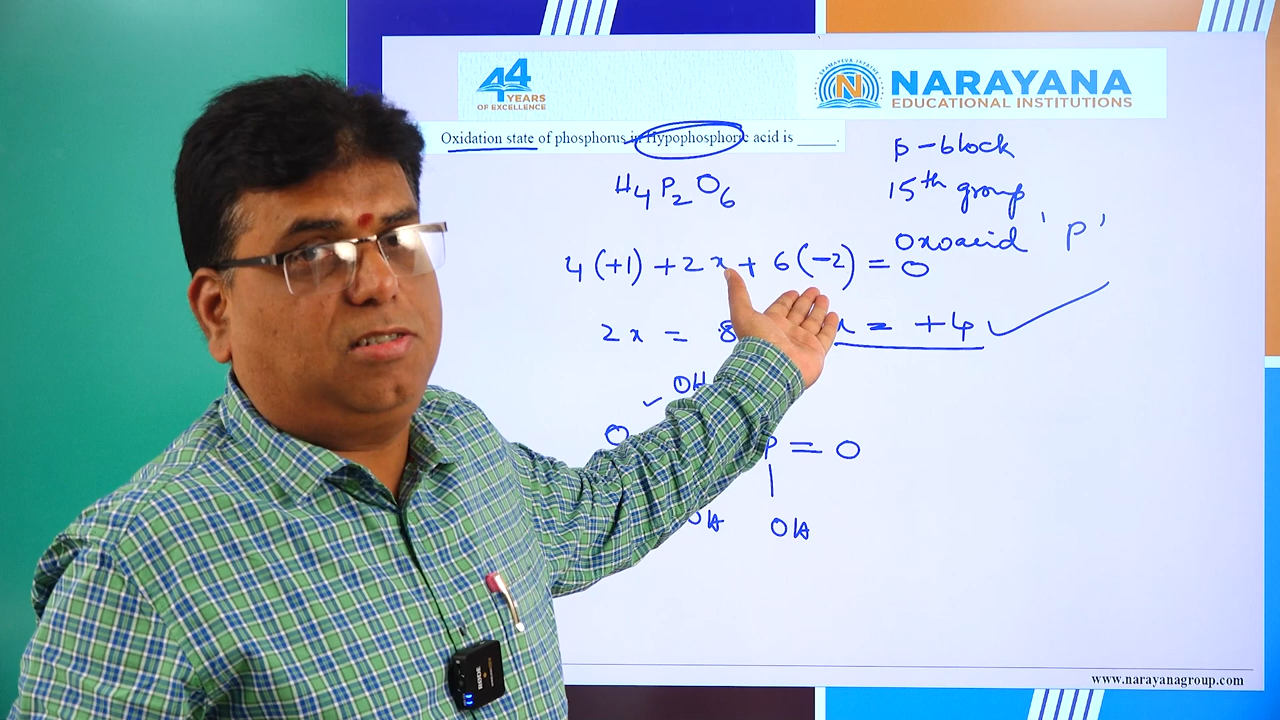 44
YEARS
OF EXCELLENCE
NARAYANA
EDUCATIONAL INSTITUTIONS
Oxidation state of phosphorus in Hypophosphoric acid is _____.
p-block
15th group
oxoacid 'P'
H4P2O6
4(+1) + 2x + 6(-2) = 0
2x = 8 x = +4 ✓
OH
O P = O
OH OH
RODE
www.narayanagroup.com